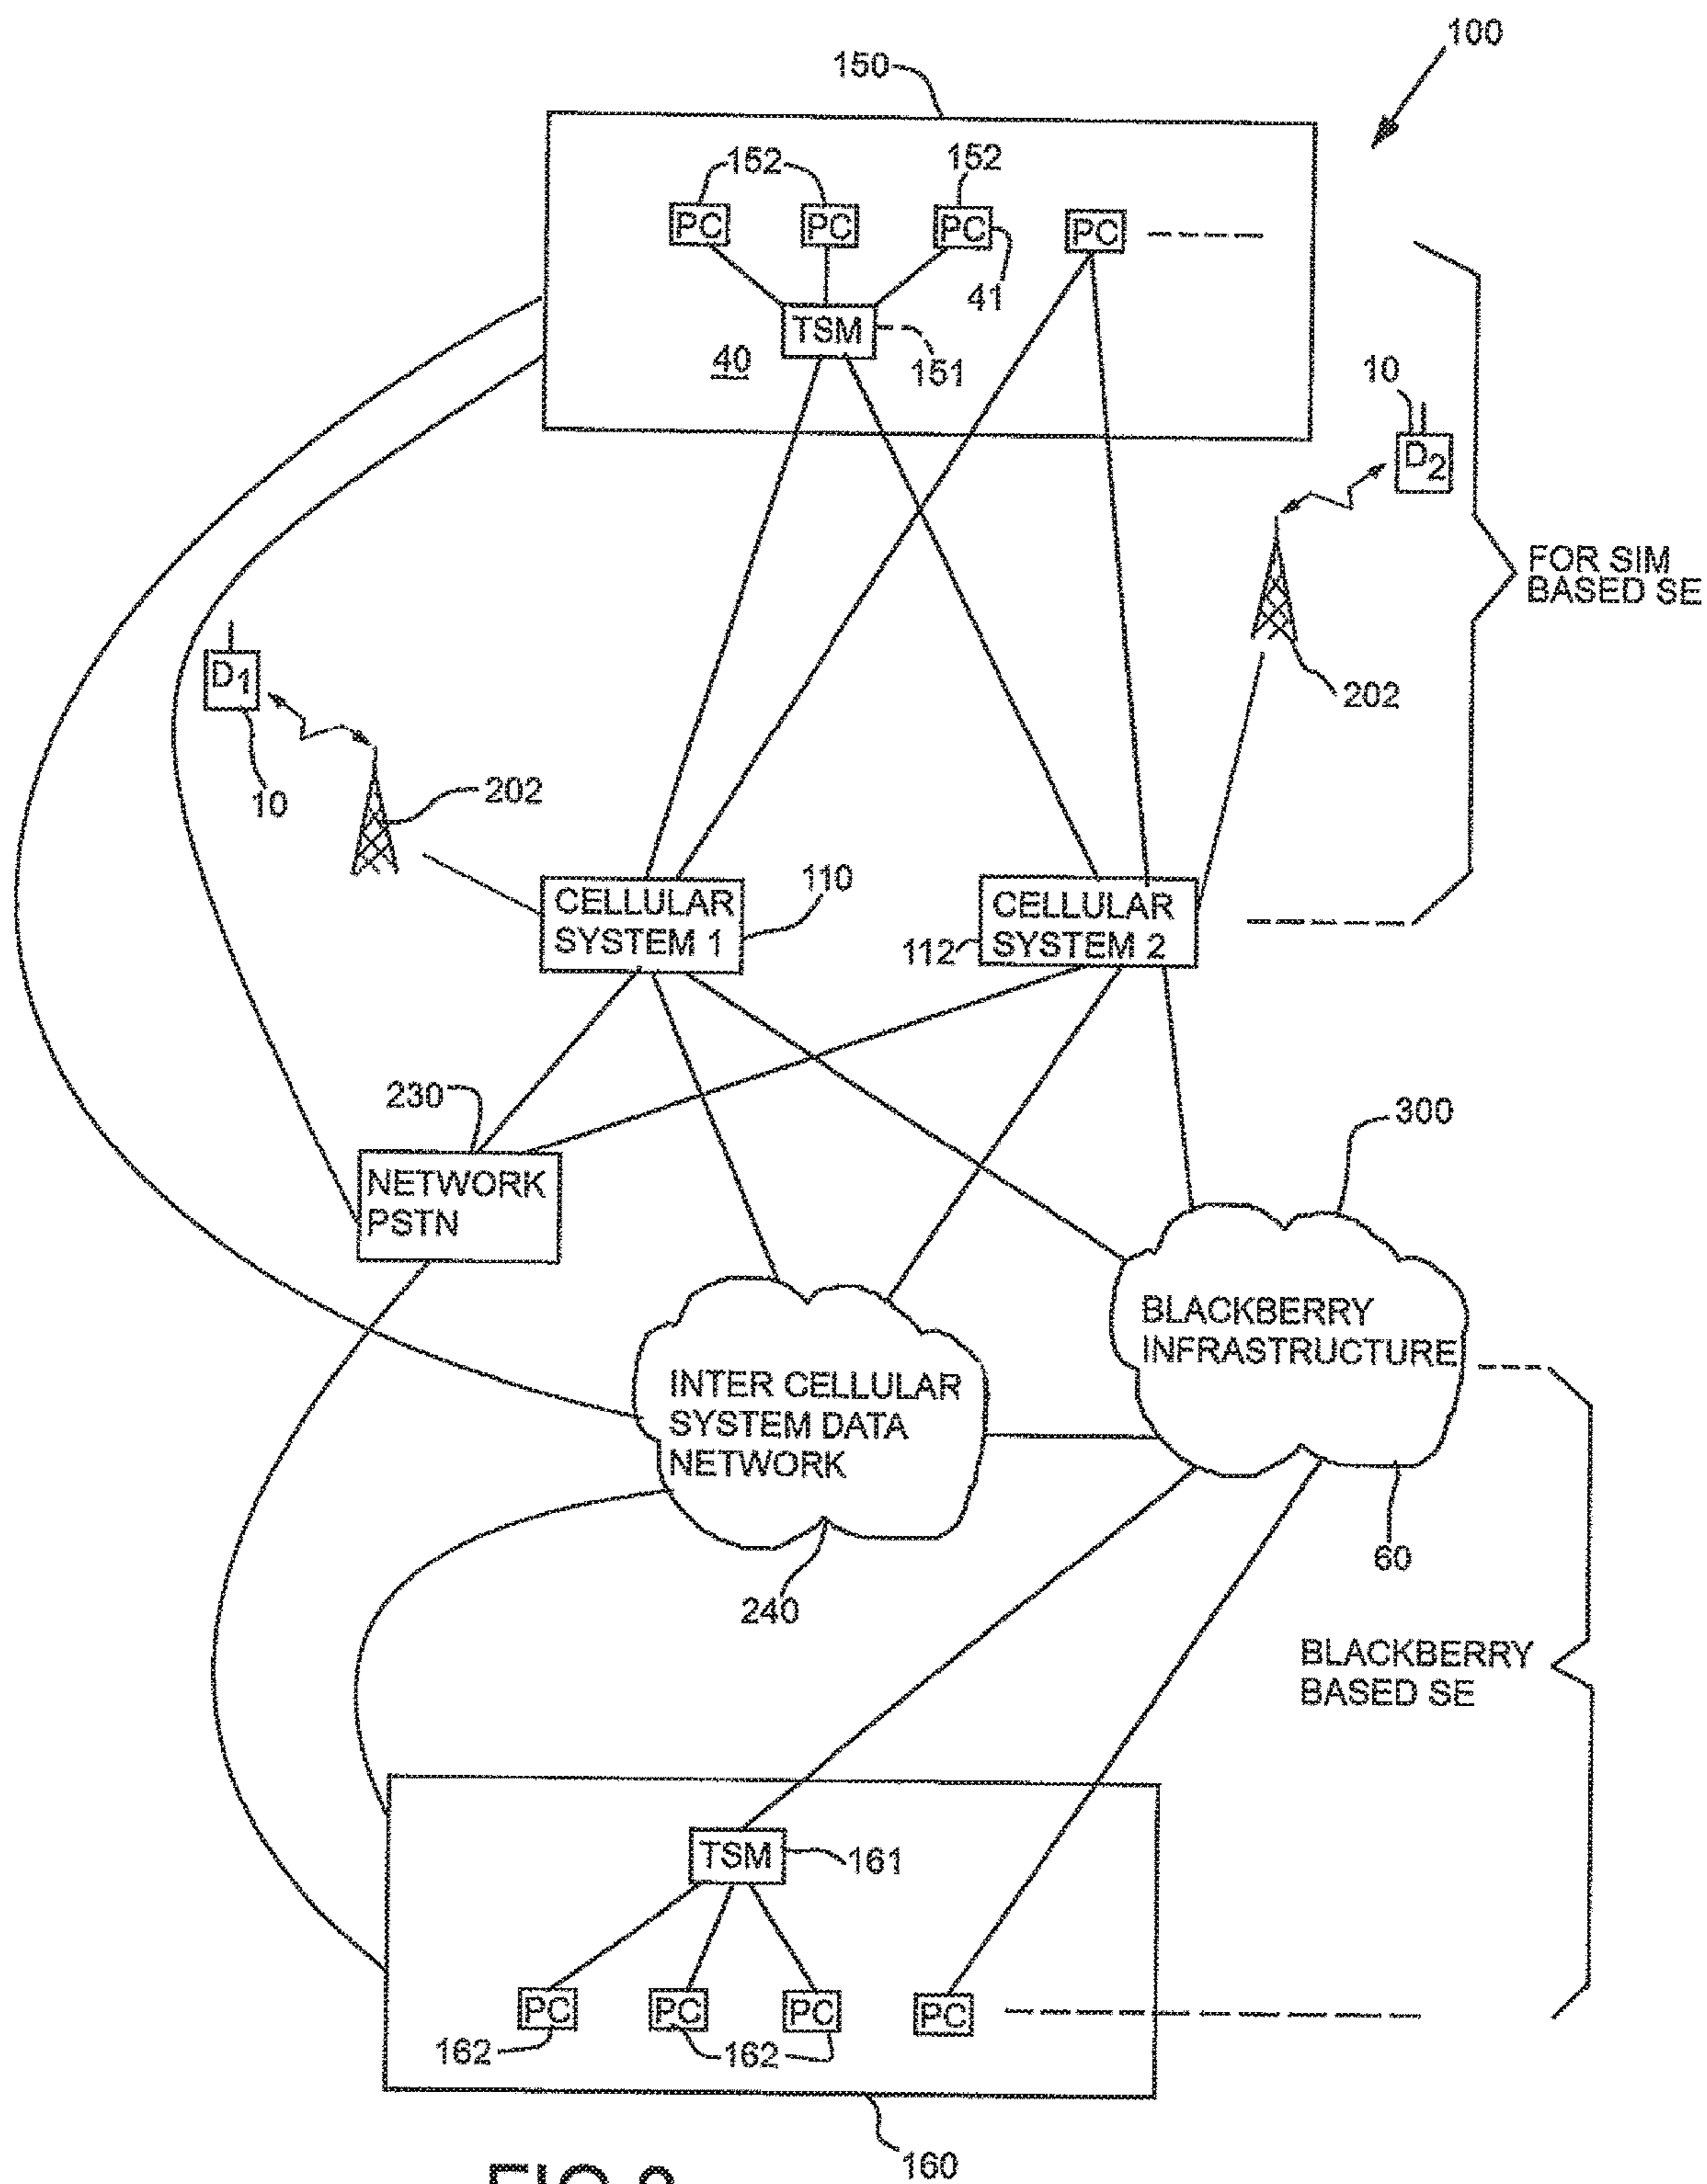 100
150
152
152
PC
PC
PC
PC
41
TSM
40
151
10
D2
FOR SIM
BASED SE
D1
202
10
202
110
CELLULAR
SYSTEM 1
CELLULAR
SYSTEM 2
112
230
300
NETWORK
PSTN
BLACKBERRY
INFRASTRUCTURE
INTER CELLULAR
SYSTEM DATA
NETWORK
60
240
BLACKBERRY
BASED SE
TSM
161
PC
PC
PC
PC
162
162
160